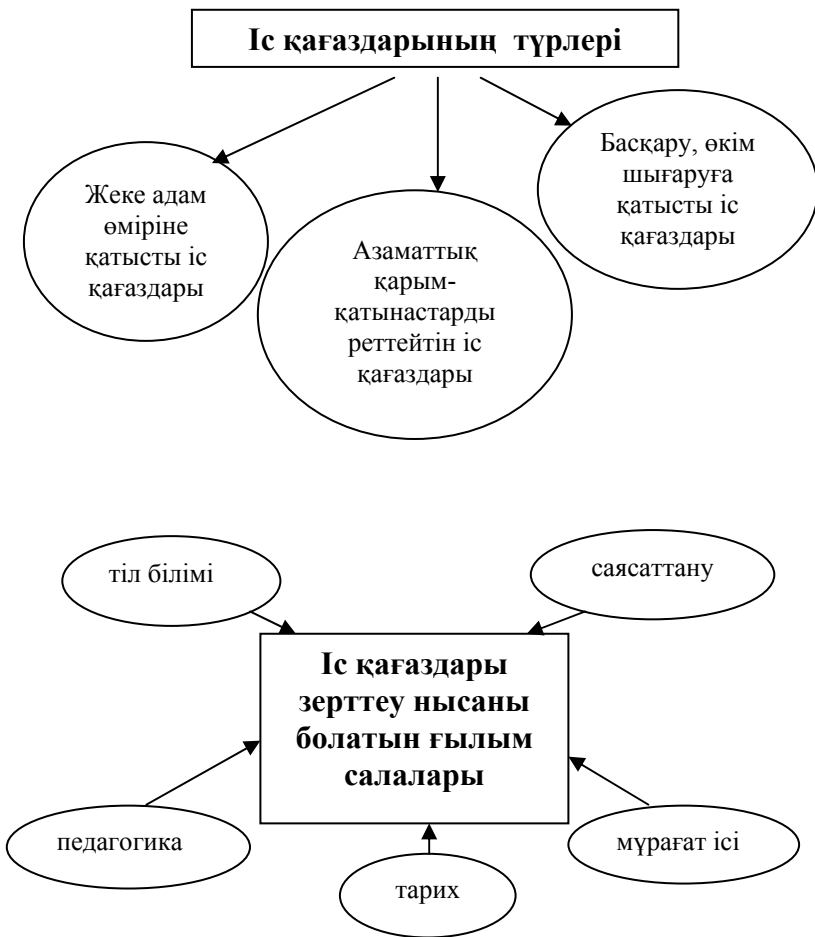 Іс қағаздарының түрлері
Жеке адам
өміріне
қатысты іс
қағаздары
Азаматтық
қарым-
қатынастарды
реттейтін іс
қағаздары
Басқару, өкім
шығаруға
қатысты іс
қағаздары
тіл білімі
саясаттану
Іс қағаздары
зерттеу нысаны
болатын ғылым
салалары
педагогика
мұрағат ісі
тарих